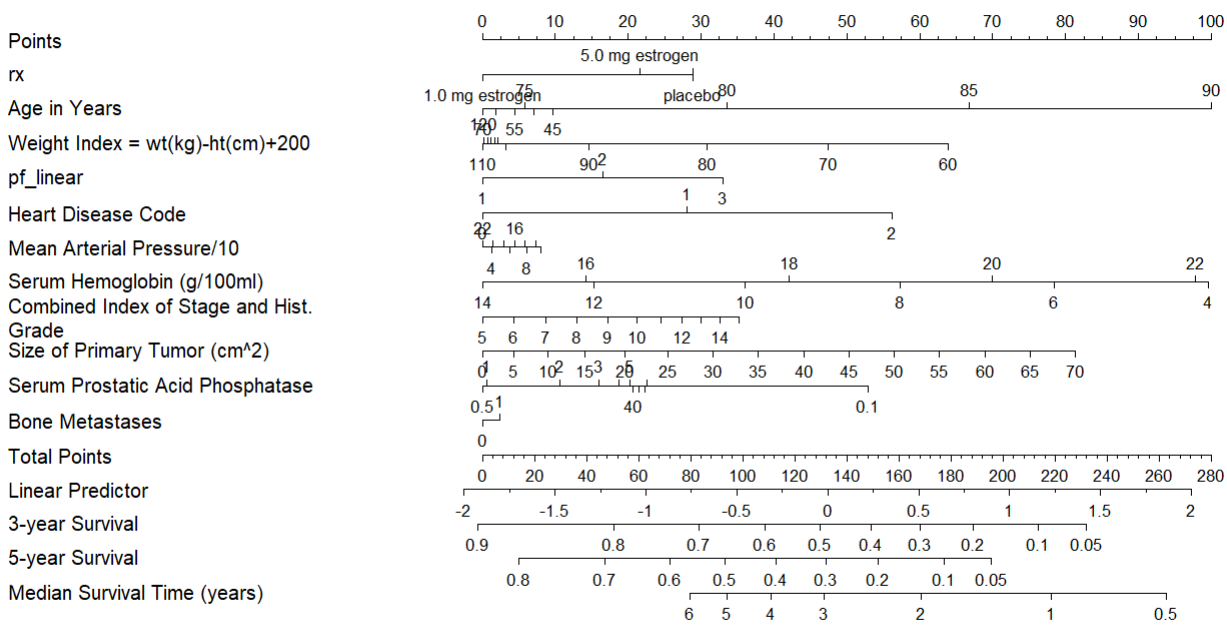 Points 0 10 20 30 40 50 60 70 80 90 100
rx 5.0 mg estrogen
1.0 mg estrogen placebo
Age in Years 75 80 85 90
70 55 45
Weight Index = wt(kg)-ht(cm)+200 120
110 90 80 70 60
pf_linear 2
1 3
Heart Disease Code 1
0 2
Mean Arterial Pressure/10 22 16
4 8
Serum Hemoglobin (g/100ml) 16 18 20 22
14 12 10 8 6 4
Combined Index of Stage and Hist.
Grade
5 6 7 8 9 10 12 14
Size of Primary Tumor (cm^2)
0 5 10 15 20 25 30 35 40 45 50 55 60 65 70
Serum Prostatic Acid Phosphatase 1 2 3 5
0.5 40 0.1
Bone Metastases 1
0
Total Points 0 20 40 60 80 100 120 140 160 180 200 220 240 260 280
Linear Predictor
-2 -1.5 -1 -0.5 0 0.5 1 1.5 2
3-year Survival
0.9 0.8 0.7 0.6 0.5 0.4 0.3 0.2 0.1 0.05
5-year Survival
0.8 0.7 0.6 0.5 0.4 0.3 0.2 0.1 0.05
Median Survival Time (years)
6 5 4 3 2 1 0.5